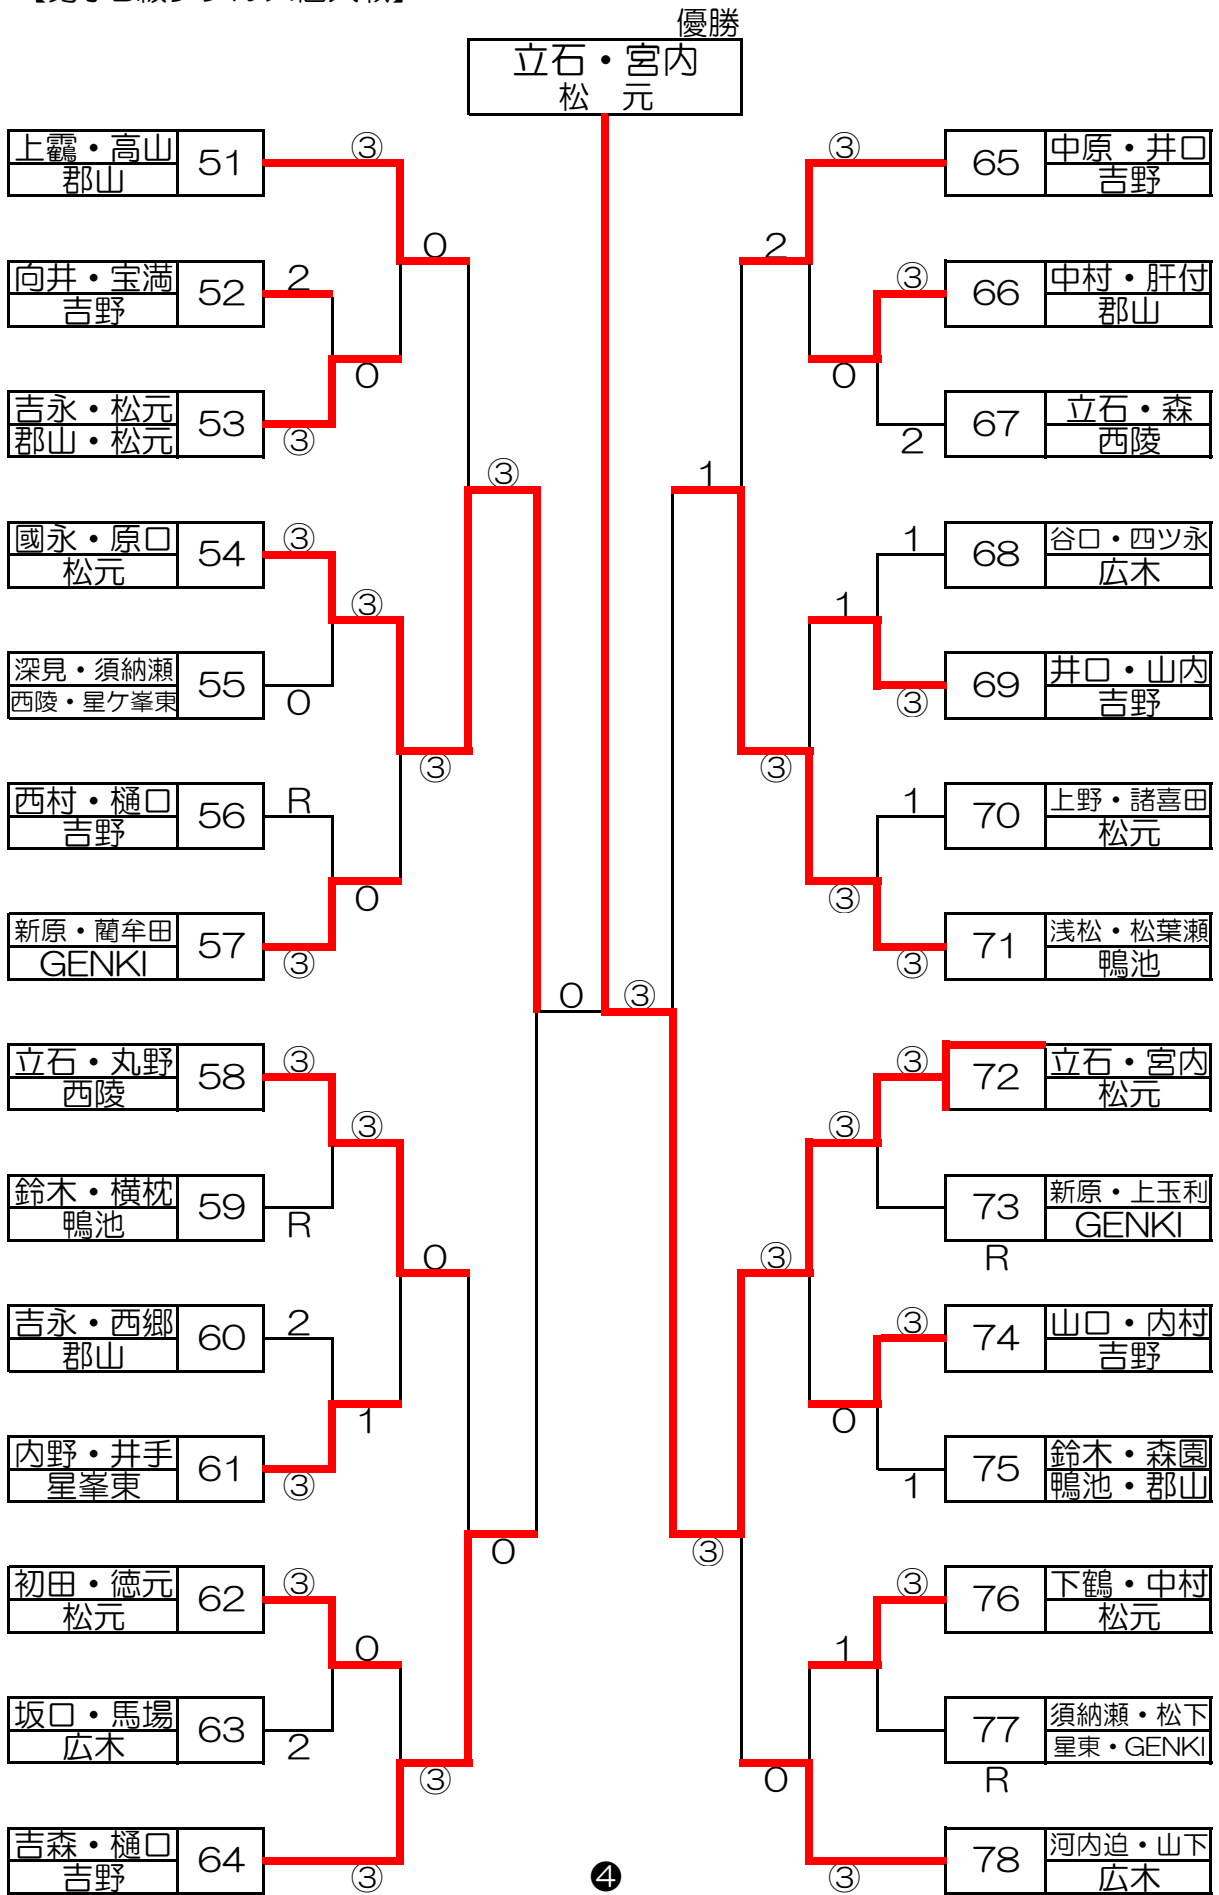 優勝
立石・宮内
松 元
上靍・高山
郡山
51
③
0
向井・宝満
吉野
52
2
0
吉永・松元
郡山・松元
53
③
③
國永・原口
松元
54
③
③
深見・須納瀬
西陵・星ケ峯東
55
0
③
西村・樋口
吉野
56
R
0
新原・藺牟田
GENKI
57
③
0
立石・丸野
西陵
58
③
③
鈴木・横枕
鴨池
59
R
0
吉永・西郷
郡山
60
2
1
内野・井手
星峯東
61
③
0
初田・徳元
松元
62
③
0
坂口・馬場
広木
63
2
③
吉森・樋口
吉野
64
③
③
2
65
中原・井口
吉野
③
66
中村・肝付
郡山
0
2
67
立石・森
西陵
1
1
68
谷口・四ツ永
広木
1
③
69
井口・山内
吉野
③
1
70
上野・諸喜田
松元
③
③
71
浅松・松葉瀬
鴨池
③
③
72
立石・宮内
松元
③
73
新原・上玉利
GENKI
R
③
③
74
山口・内村
吉野
0
1
75
鈴木・森園
鴨池・郡山
③
③
76
下鶴・中村
松元
1
77
須納瀬・松下
星東・GENKI
R
0
③
78
河内迫・山下
広木
❹